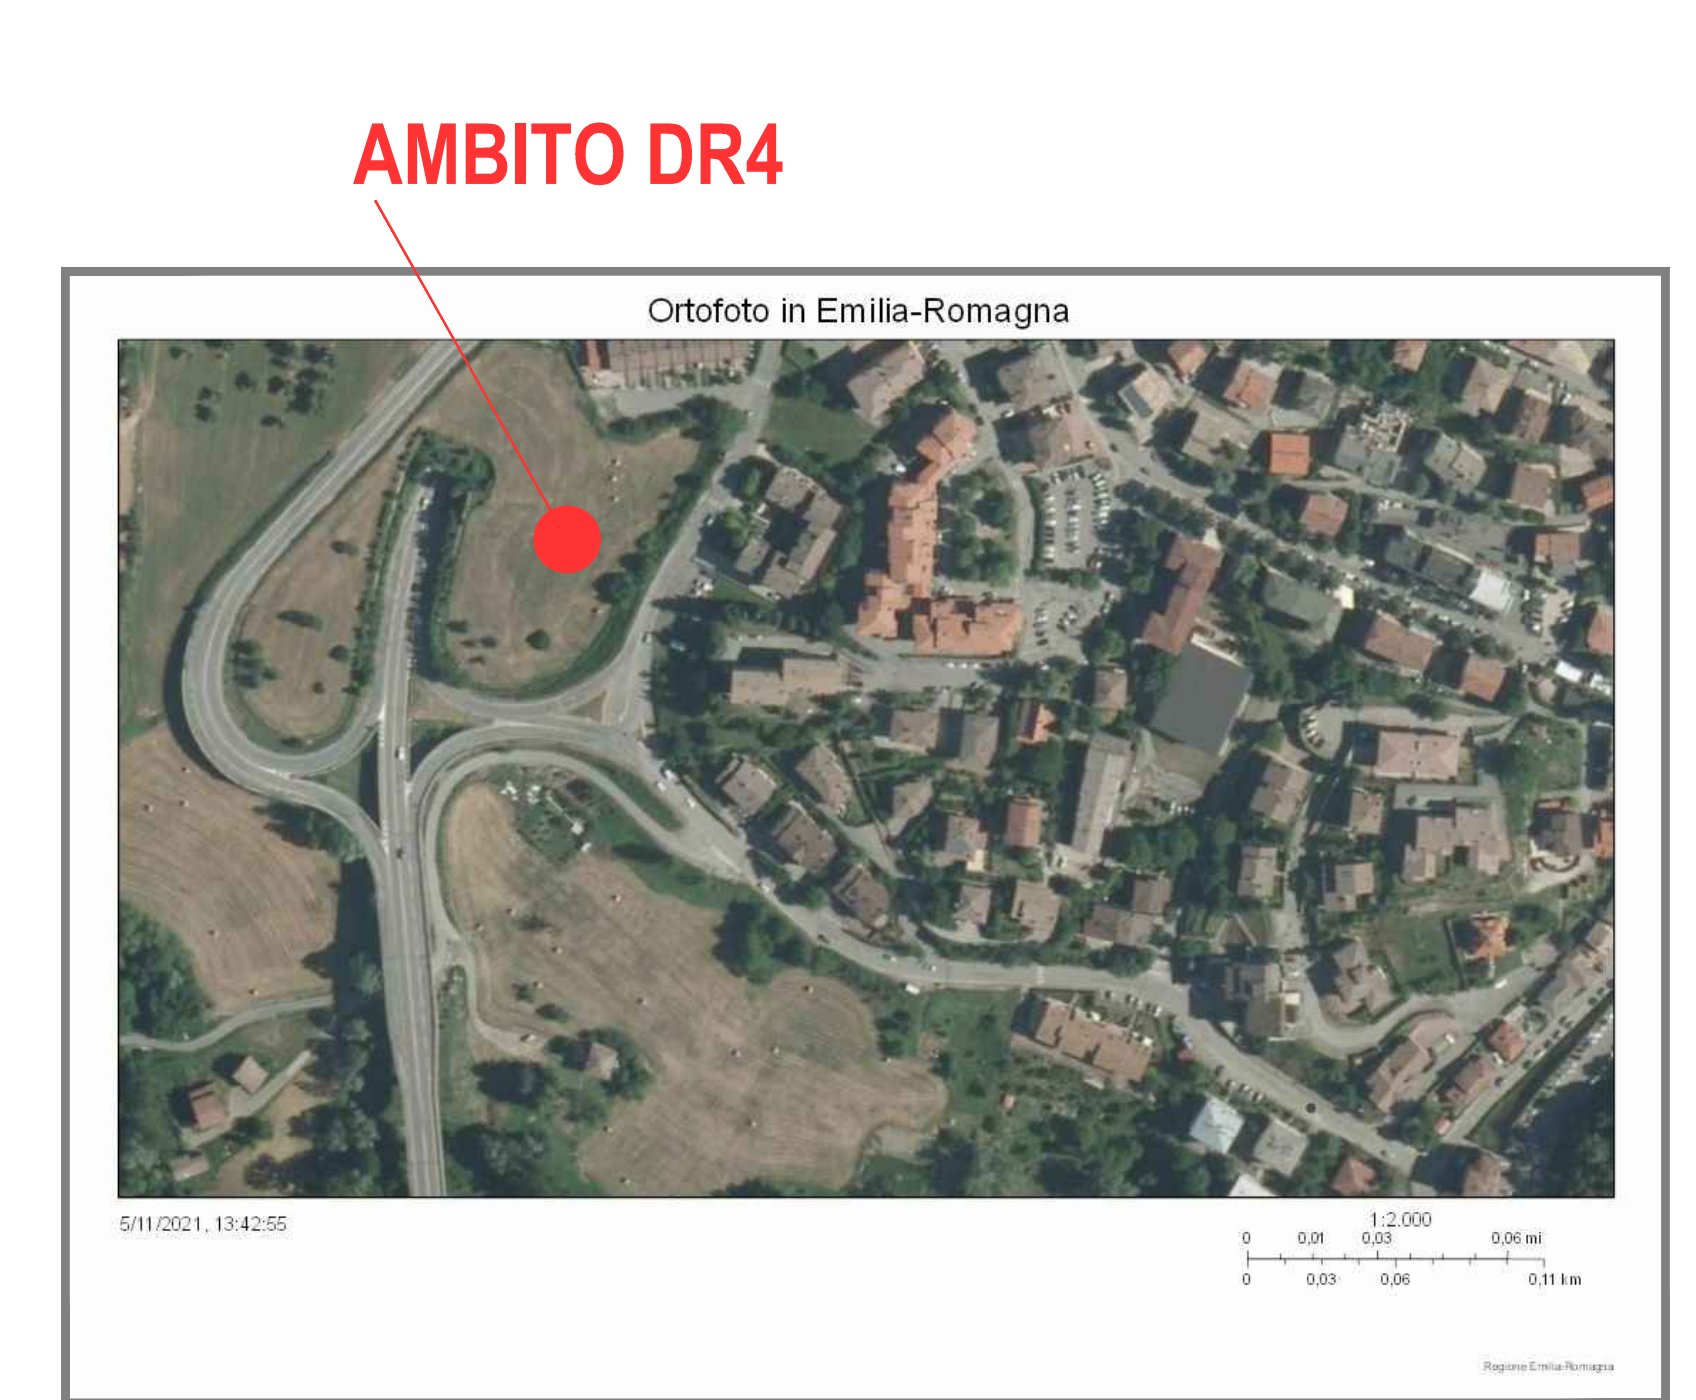 AMBITO DR4
Ortofoto in Emilia-Romagna
5/11/2021, 13:42:55
1:2.000
0 0,01 0,03 0,06 mi
0 0,03 0,06 0,11 km
Regione Emilia-Romagna